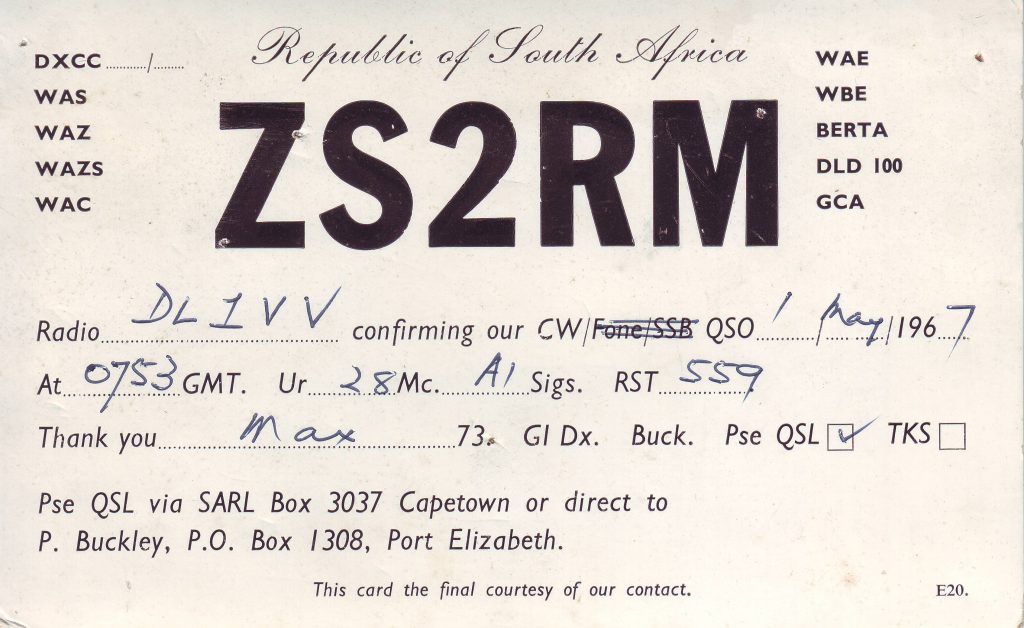 Republic of South Africa
DXCC ......../.......
WAS
WAZ
WAZS
WAC
ZS2RM
WAE
WBE
BERTA
DLD 100
GCA
Radio DL1VV confirming our CW/Fone/SSB QSO 1/May/1967
At 0753 GMT. Ur 28 Mc. A1 Sigs. RST 559
Thank you Max 73. Gl Dx. Buck. Pse QSL ☑ TKS ☐
Pse QSL via SARL Box 3037 Capetown or direct to
P. Buckley, P.O. Box 1308, Port Elizabeth.
This card the final courtesy of our contact.
E20.